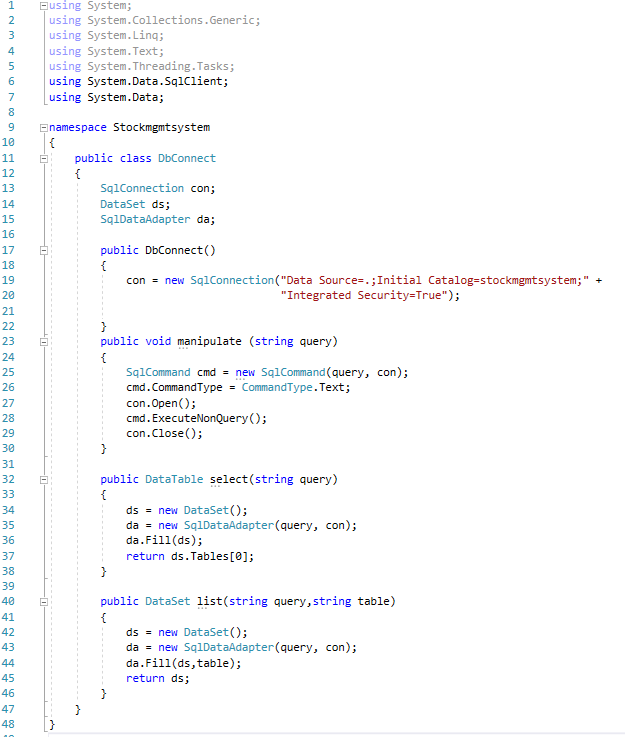 1 using System;
2 using System.Collections.Generic;
3 using System.Linq;
4 using System.Text;
5 using System.Threading.Tasks;
6 using System.Data.SqlClient;
7 using System.Data;
8
9 namespace Stockmgmtsystem
10 {
11 public class DbConnect
12 {
13 SqlConnection con;
14 DataSet ds;
15 SqlDataAdapter da;
16
17 public DbConnect()
18 {
19 con = new SqlConnection("Data Source=.;Initial Catalog=stockmgmtsystem;" +
20 "Integrated Security=True");
21
22 }
23 public void manipulate (string query)
24 {
25 SqlCommand cmd = new SqlCommand(query, con);
26 cmd.CommandType = CommandType.Text;
27 con.Open();
28 cmd.ExecuteNonQuery();
29 con.Close();
30 }
31
32 public DataTable select(string query)
33 {
34 ds = new DataSet();
35 da = new SqlDataAdapter(query, con);
36 da.Fill(ds);
37 return ds.Tables[0];
38 }
39
40 public DataSet list(string query,string table)
41 {
42 ds = new DataSet();
43 da = new SqlDataAdapter(query, con);
44 da.Fill(ds,table);
45 return ds;
46 }
47 }
48 }